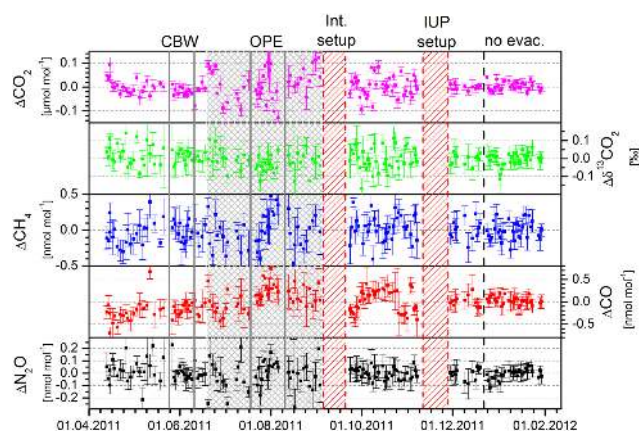 Int. IUP
CBW OPE setup setup no evac.
0.1
0.0
-0.1
ΔCO2
[µmol mol-1]
0.1
0.0
-0.1
Δδ13CO2
[‰]
0.5
0.0
-0.5
ΔCH4
[nmol mol-1]
0.5
0.0
-0.5
ΔCO
[nmol mol-1]
0.2
0.1
0.0
-0.1
-0.2
ΔN2O
[nmol mol-1]
01.04.2011 01.06.2011 01.08.2011 01.10.2011 01.12.2011 01.02.2012